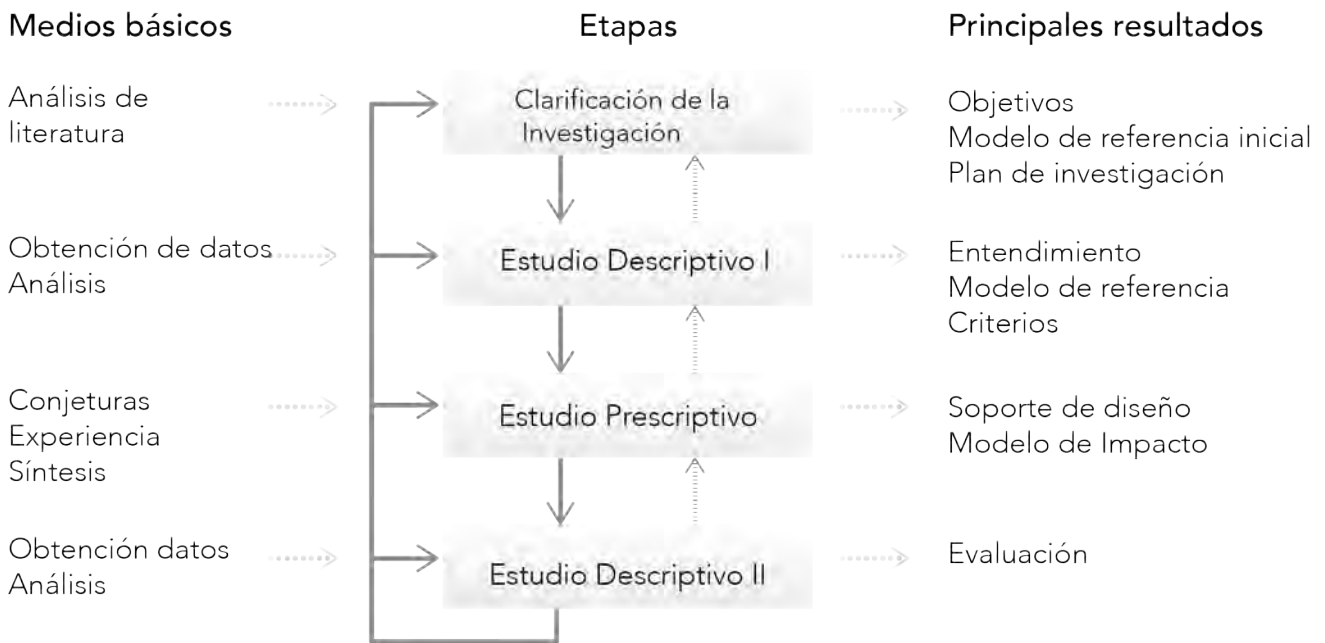 Medios básicos
Etapas
Principales resultados
Análisis de
literatura
Clarificación de la
Investigación
Objetivos
Modelo de referencia inicial
Plan de investigación
Obtención de datos
Análisis
Estudio Descriptivo I
Entendimiento
Modelo de referencia
Criterios
Conjeturas
Experiencia
Síntesis
Estudio Prescriptivo
Soporte de diseño
Modelo de Impacto
Obtención datos
Análisis
Estudio Descriptivo II
Evaluación